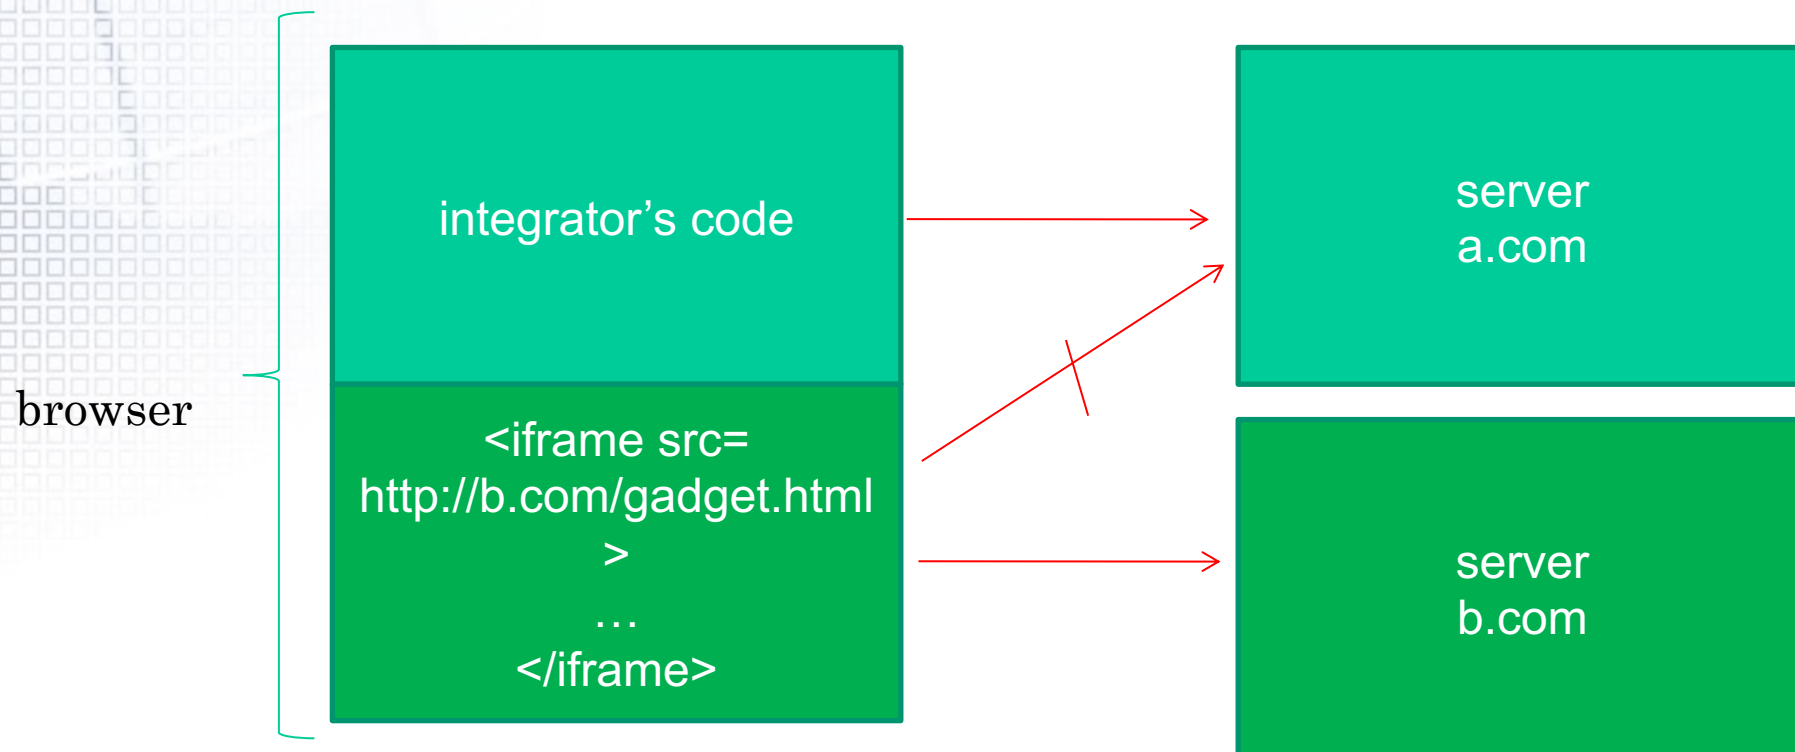 integrator’s code
server
a.com
browser
<iframe src=
http://b.com/gadget.html
>
…
</iframe>
server
b.com